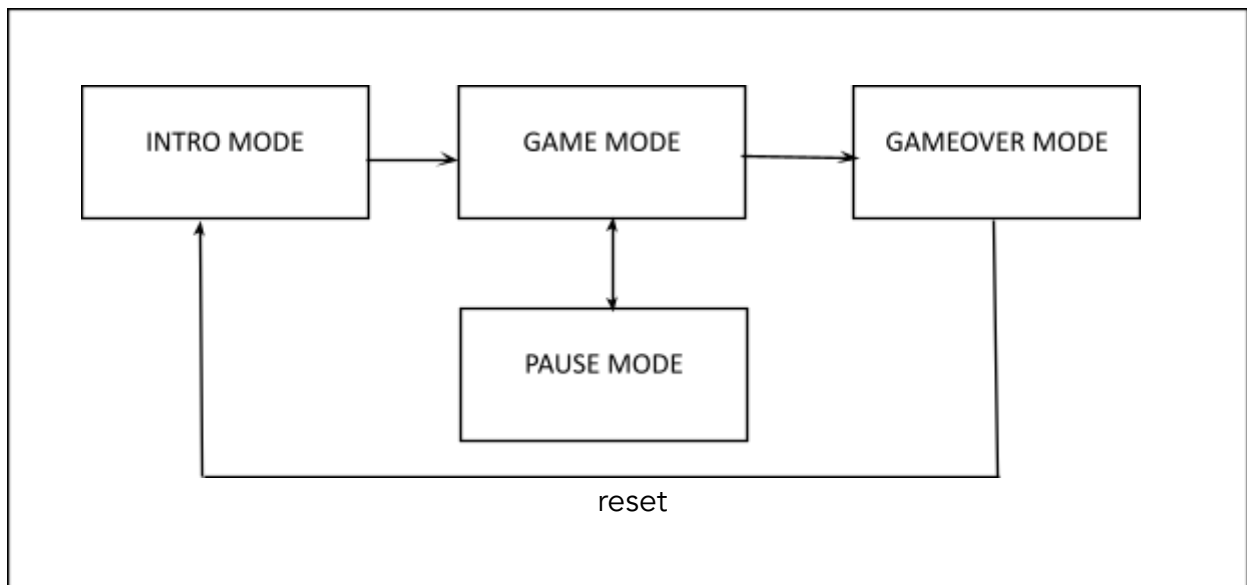 INTRO MODE
GAME MODE
GAMEOVER MODE
PAUSE MODE
reset